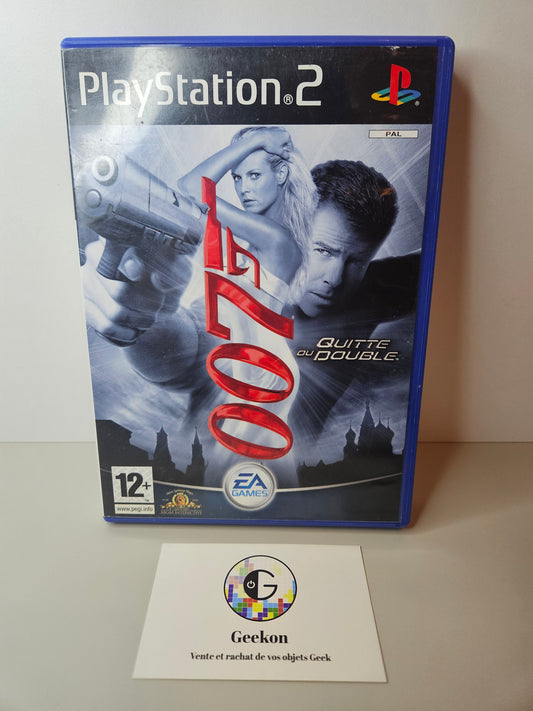 PlayStation®2
PAL
007
QUITTE
OU DOUBLE
12+
www.pegi.info
EA
GAMES
G
Geekon
Vente et rachat de vos objets Geek